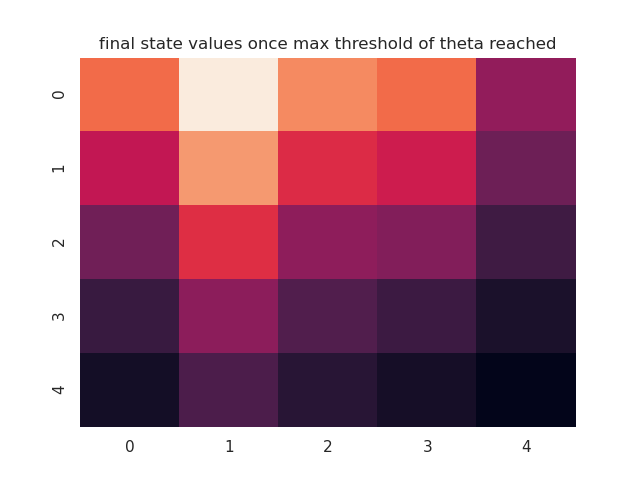 final state values once max threshold of theta reached
0
1
2
3
4
0 1 2 3 4